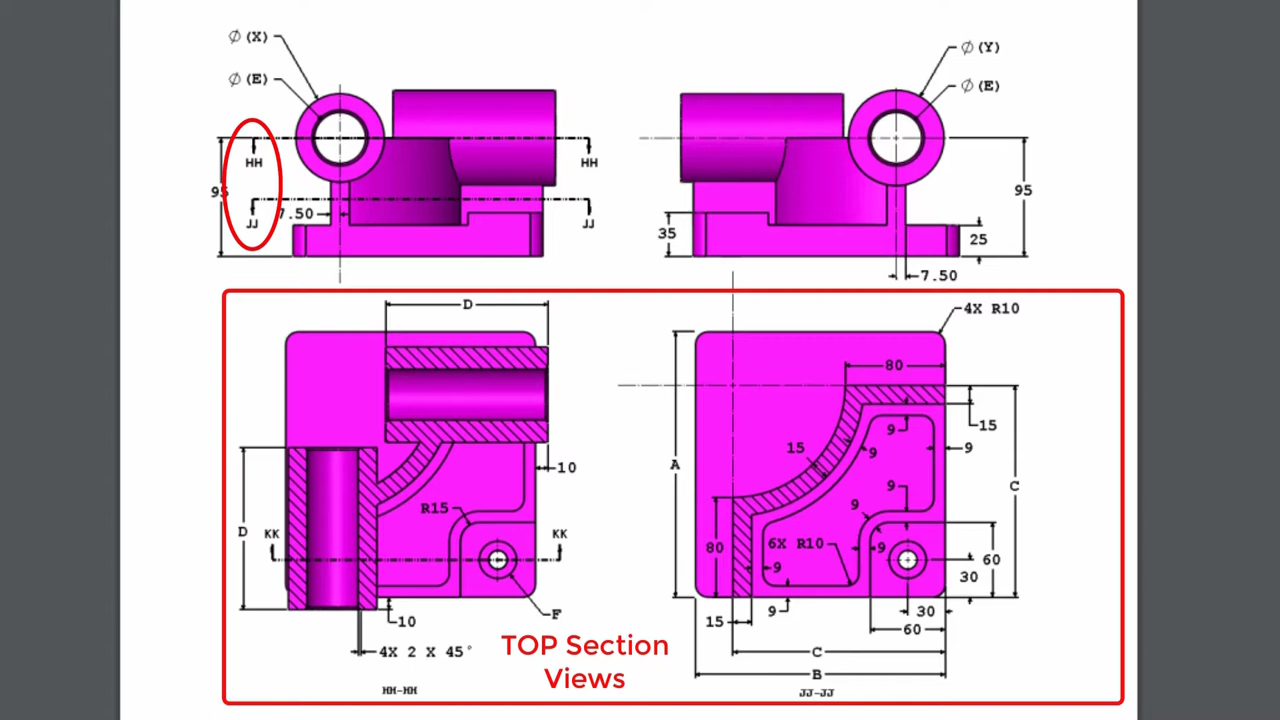 Ø (X)
Ø (Y)
Ø (E)
Ø (E)
HH
HH
95
95
JJ
7.50
JJ
35
25
7.50
D
4X R10
80
15
9
9
15
9
A
10
9
C
R15
9
D
KK
KK
80
6X R10
9
60
9
30
10
F
9
30
15
60
4X 2 X 45°
TOP Section
Views
C
B
HH-HH
JJ-JJ